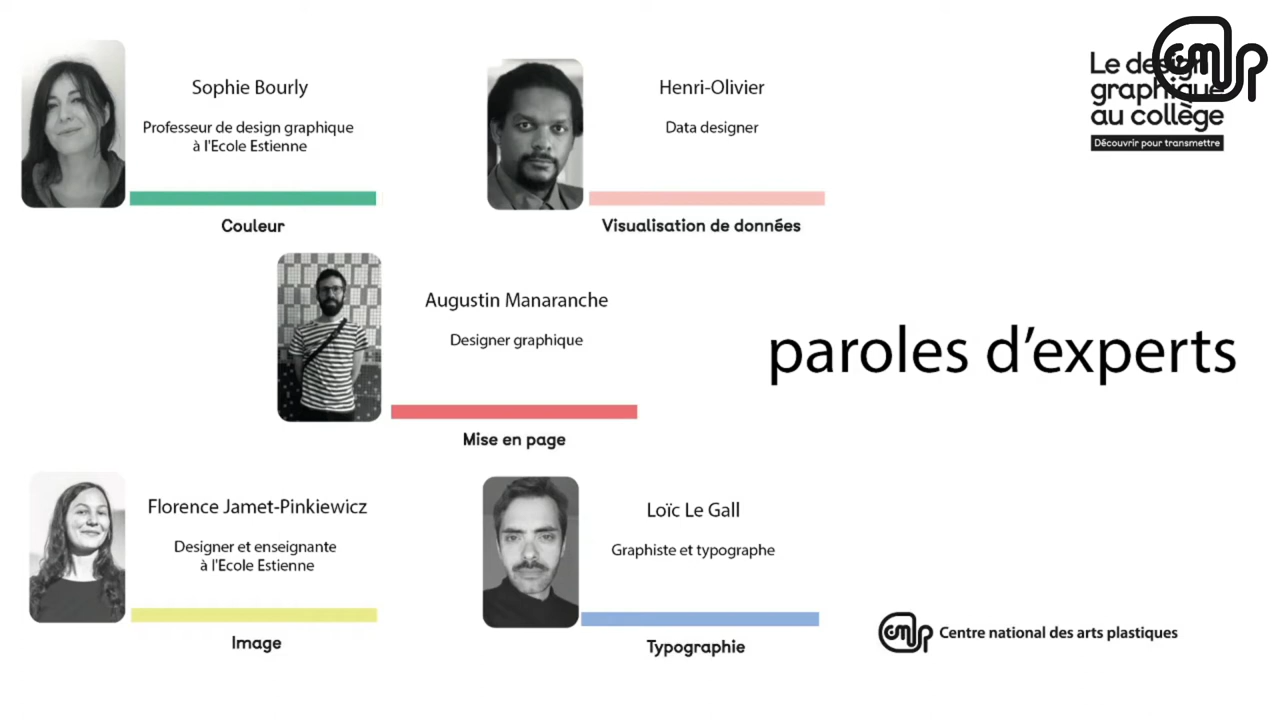 Sophie Bourly
Professeur de design graphique
à l'Ecole Estienne
Couleur
Henri-Olivier
Data designer
Visualisation de données
Le design
graphique
au collège
Découvrir pour transmettre
cnap
Augustin Manaranche
Designer graphique
Mise en page
paroles d’experts
Florence Jamet-Pinkiewicz
Designer et enseignante
à l'Ecole Estienne
Image
Loïc Le Gall
Graphiste et typographe
Typographie
cnap Centre national des arts plastiques